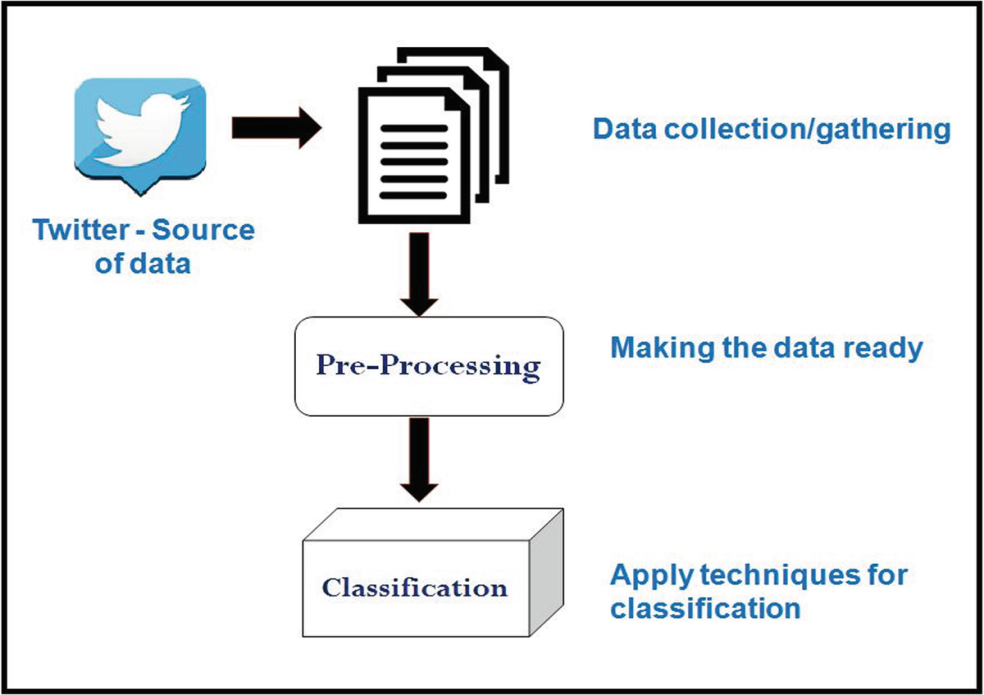 Data collection/gathering
Twitter - Source
of data
Pre-Processing
Making the data ready
Classification
Apply techniques for
classification